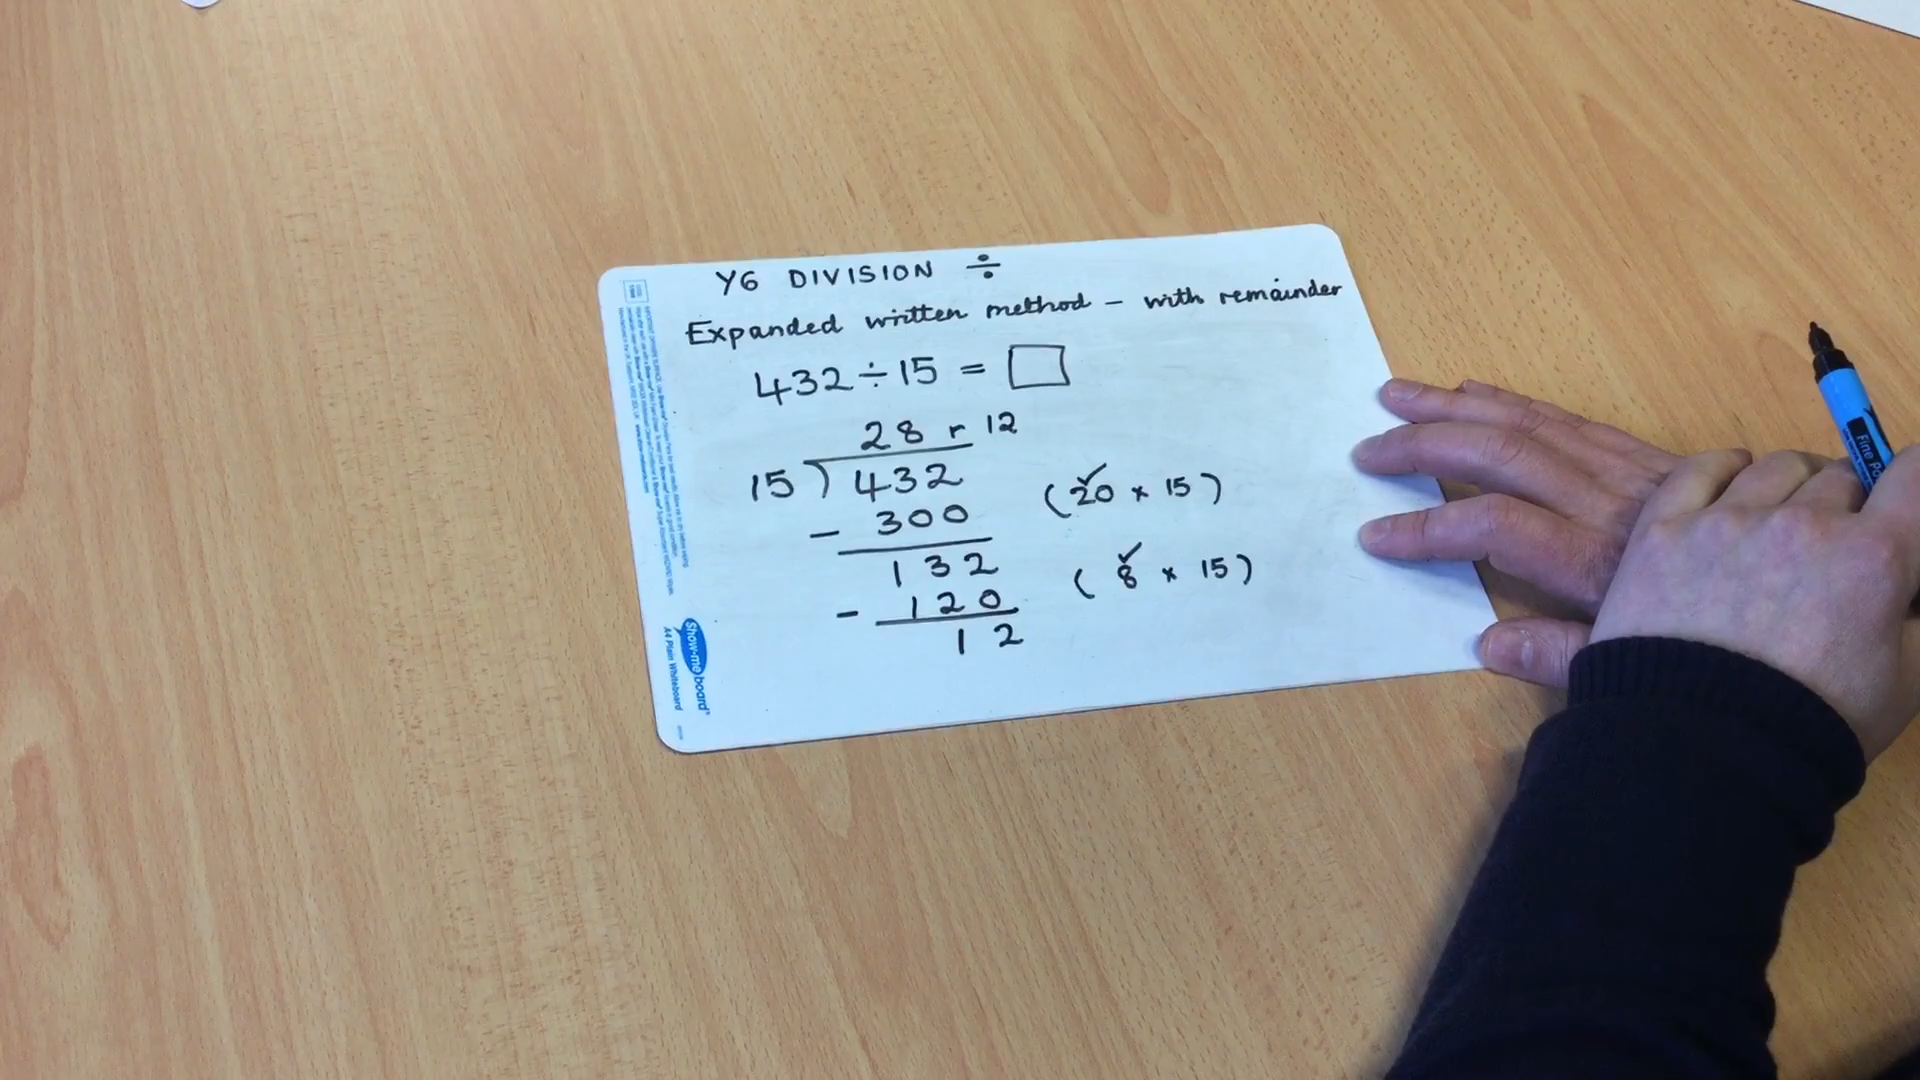 Y6 DIVISION ÷
Expanded written method – with remainder
432 ÷ 15 = □
28 r 12
15 ) 432
– 300 (20 × 15)
132
– 120 (8 × 15)
12
Show-me board
A4 Plain Whiteboard
Fine